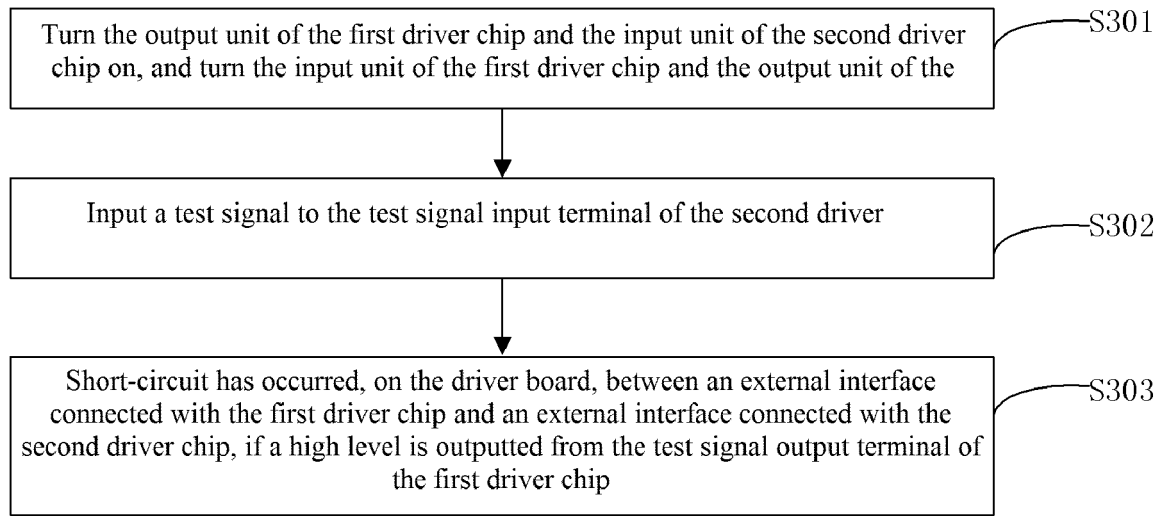 Turn the output unit of the first driver chip and the input unit of the second driver
chip on, and turn the input unit of the first driver chip and the output unit of the
S301
Input a test signal to the test signal input terminal of the second driver
S302
Short-circuit has occurred, on the driver board, between an external interface
connected with the first driver chip and an external interface connected with the
second driver chip, if a high level is outputted from the test signal output terminal of
the first driver chip
S303